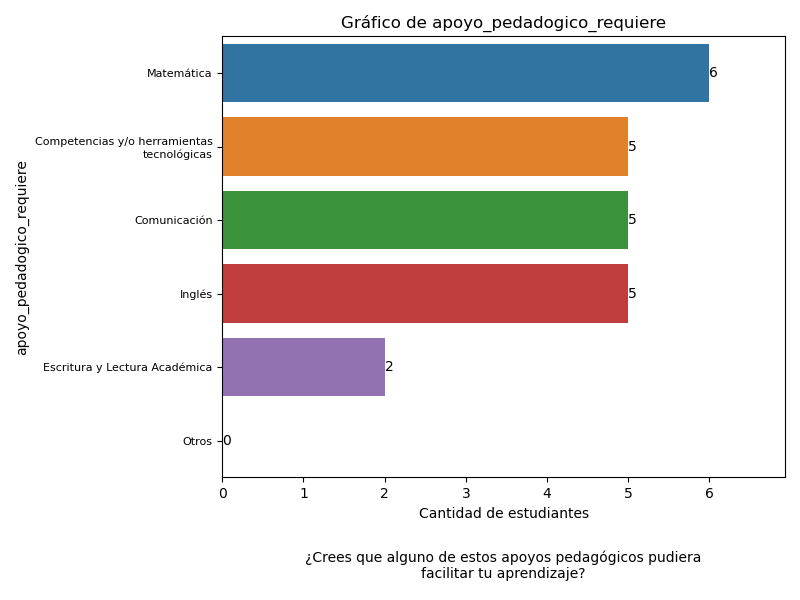 Gráfico de apoyo_pedadogico_requiere
apoyo_pedadogico_requiere
Matemática
6
Competencias y/o herramientas
tecnológicas
5
Comunicación
5
Inglés
5
Escritura y Lectura Académica
2
Otros
0
0 1 2 3 4 5 6
Cantidad de estudiantes
¿Crees que alguno de estos apoyos pedagógicos pudiera
facilitar tu aprendizaje?